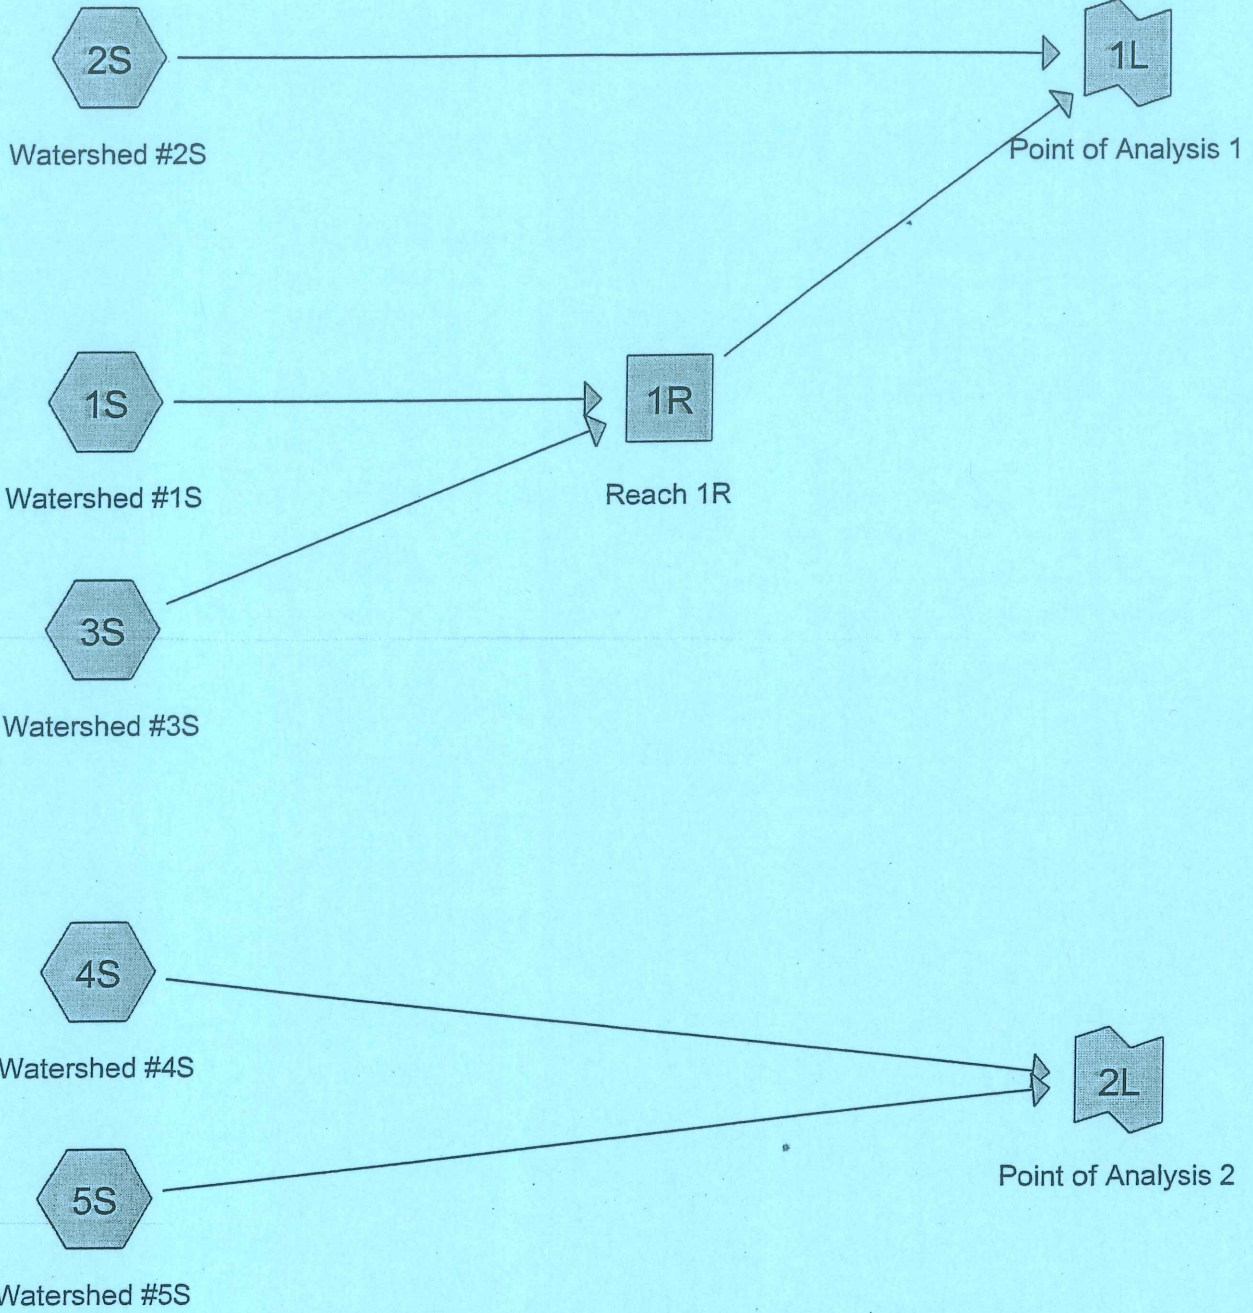 2S
1L
Watershed #2S
Point of Analysis 1
1S
1R
Watershed #1S
Reach 1R
3S
Watershed #3S
4S
Watershed #4S
2L
5S
Point of Analysis 2
Watershed #5S